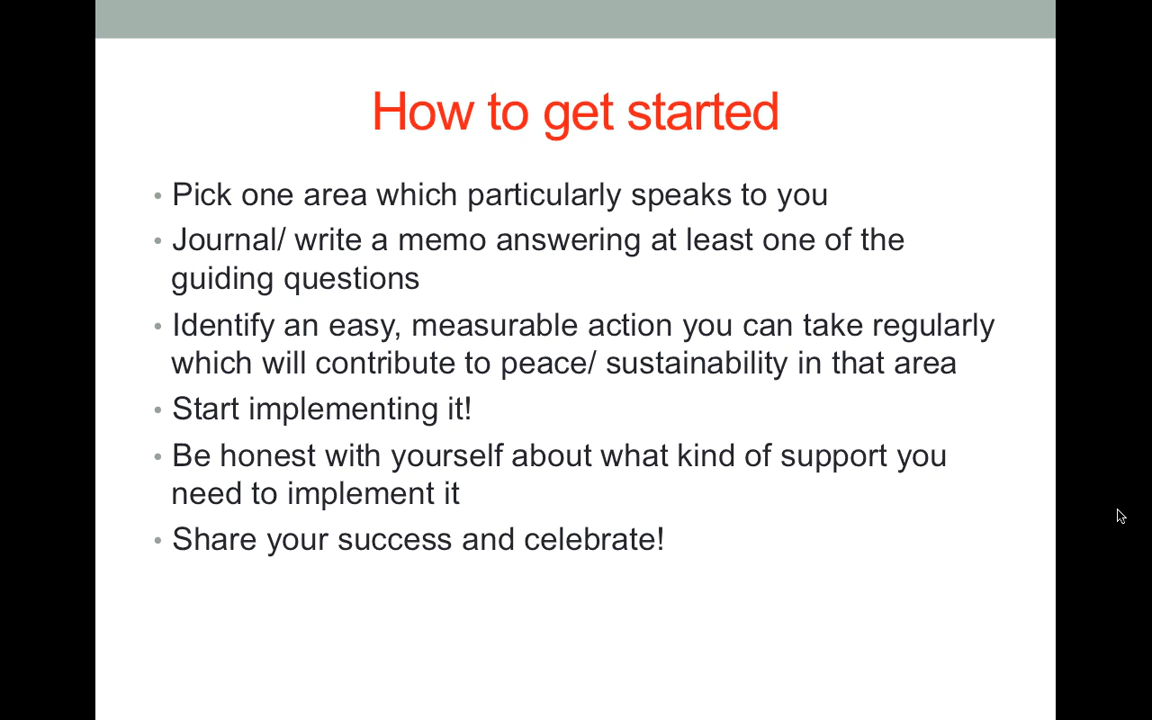 How to get started
• Pick one area which particularly speaks to you
• Journal/ write a memo answering at least one of the
guiding questions
• Identify an easy, measurable action you can take regularly
which will contribute to peace/ sustainability in that area
• Start implementing it!
• Be honest with yourself about what kind of support you
need to implement it
• Share your success and celebrate!